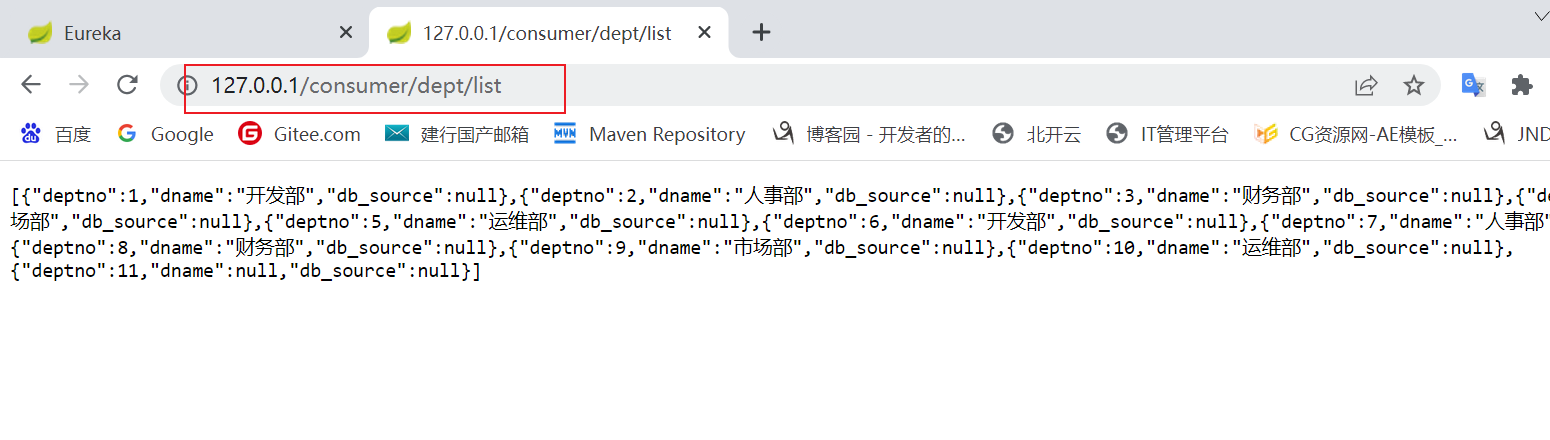 Eureka
127.0.0.1/consumer/dept/list
127.0.0.1/consumer/dept/list
百度 Google Gitee.com 建行国产邮箱 Maven Repository 博客园 - 开发者的... 北开云 IT管理平台 CG资源网-AE模板_... JND
[{"deptno":1,"dname":"开发部","db_source":null},{"deptno":2,"dname":"人事部","db_source":null},{"deptno":3,"dname":"财务部","db_source":null},{"de
场部","db_source":null},{"deptno":5,"dname":"运维部","db_source":null},{"deptno":6,"dname":"开发部","db_source":null},{"deptno":7,"dname":"人事部"
{"deptno":8,"dname":"财务部","db_source":null},{"deptno":9,"dname":"市场部","db_source":null},{"deptno":10,"dname":"运维部","db_source":null},
{"deptno":11,"dname":null,"db_source":null}]